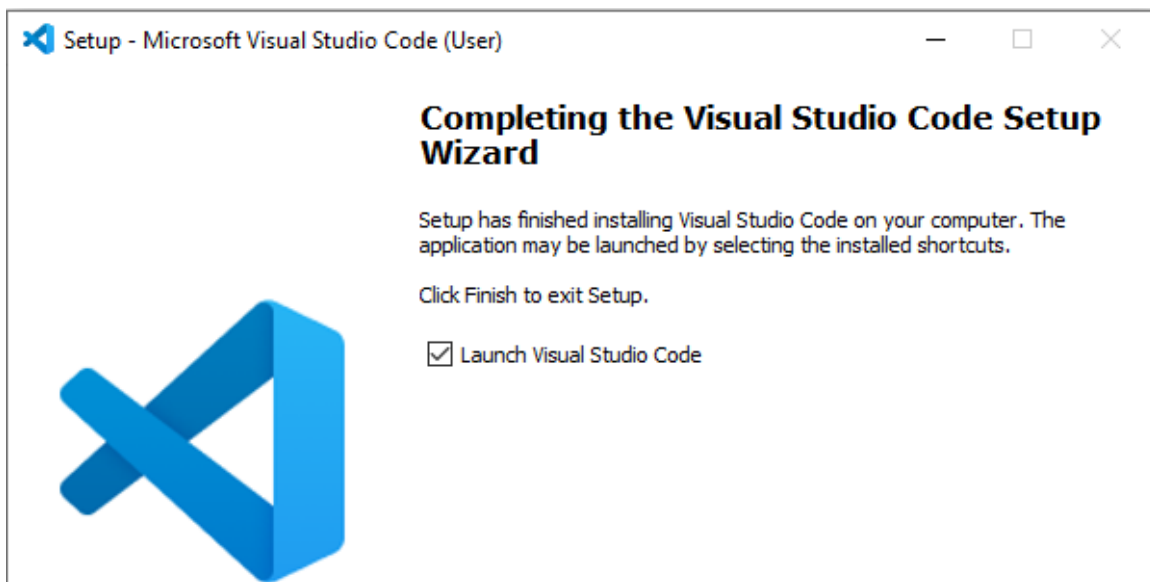 Setup - Microsoft Visual Studio Code (User)
Completing the Visual Studio Code Setup
Wizard
Setup has finished installing Visual Studio Code on your computer. The
application may be launched by selecting the installed shortcuts.
Click Finish to exit Setup.
Launch Visual Studio Code